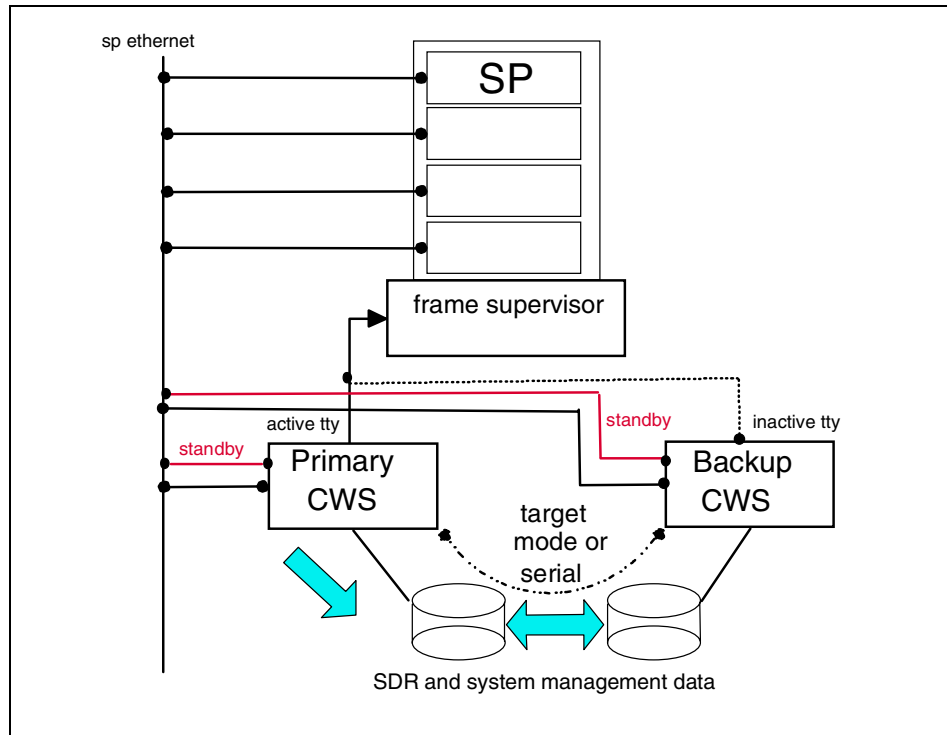 sp ethernet
SP
frame supervisor
active tty
standby
inactive tty
standby
Primary
CWS
Backup
CWS
target
mode or
serial
SDR and system management data